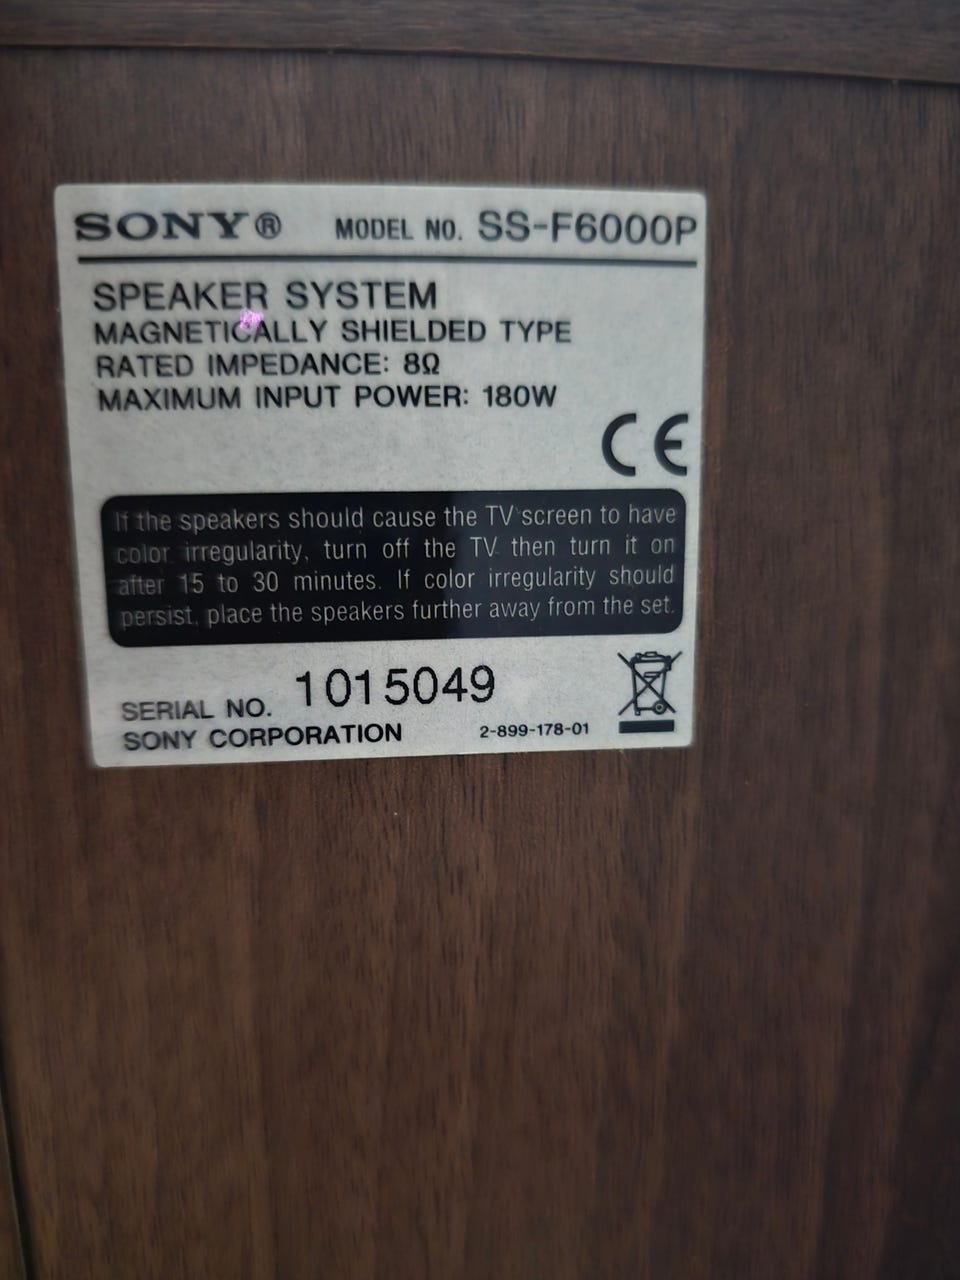 SONY® MODEL NO. SS-F6000P
SPEAKER SYSTEM
MAGNETICALLY SHIELDED TYPE
RATED IMPEDANCE: 8Ω
MAXIMUM INPUT POWER: 180W
CE
If the speakers should cause the TV screen to have
color irregularity, turn off the TV then turn it on
after 15 to 30 minutes. If color irregularity should
persist, place the speakers further away from the set.
SERIAL NO. 1015049
SONY CORPORATION 2-899-178-01